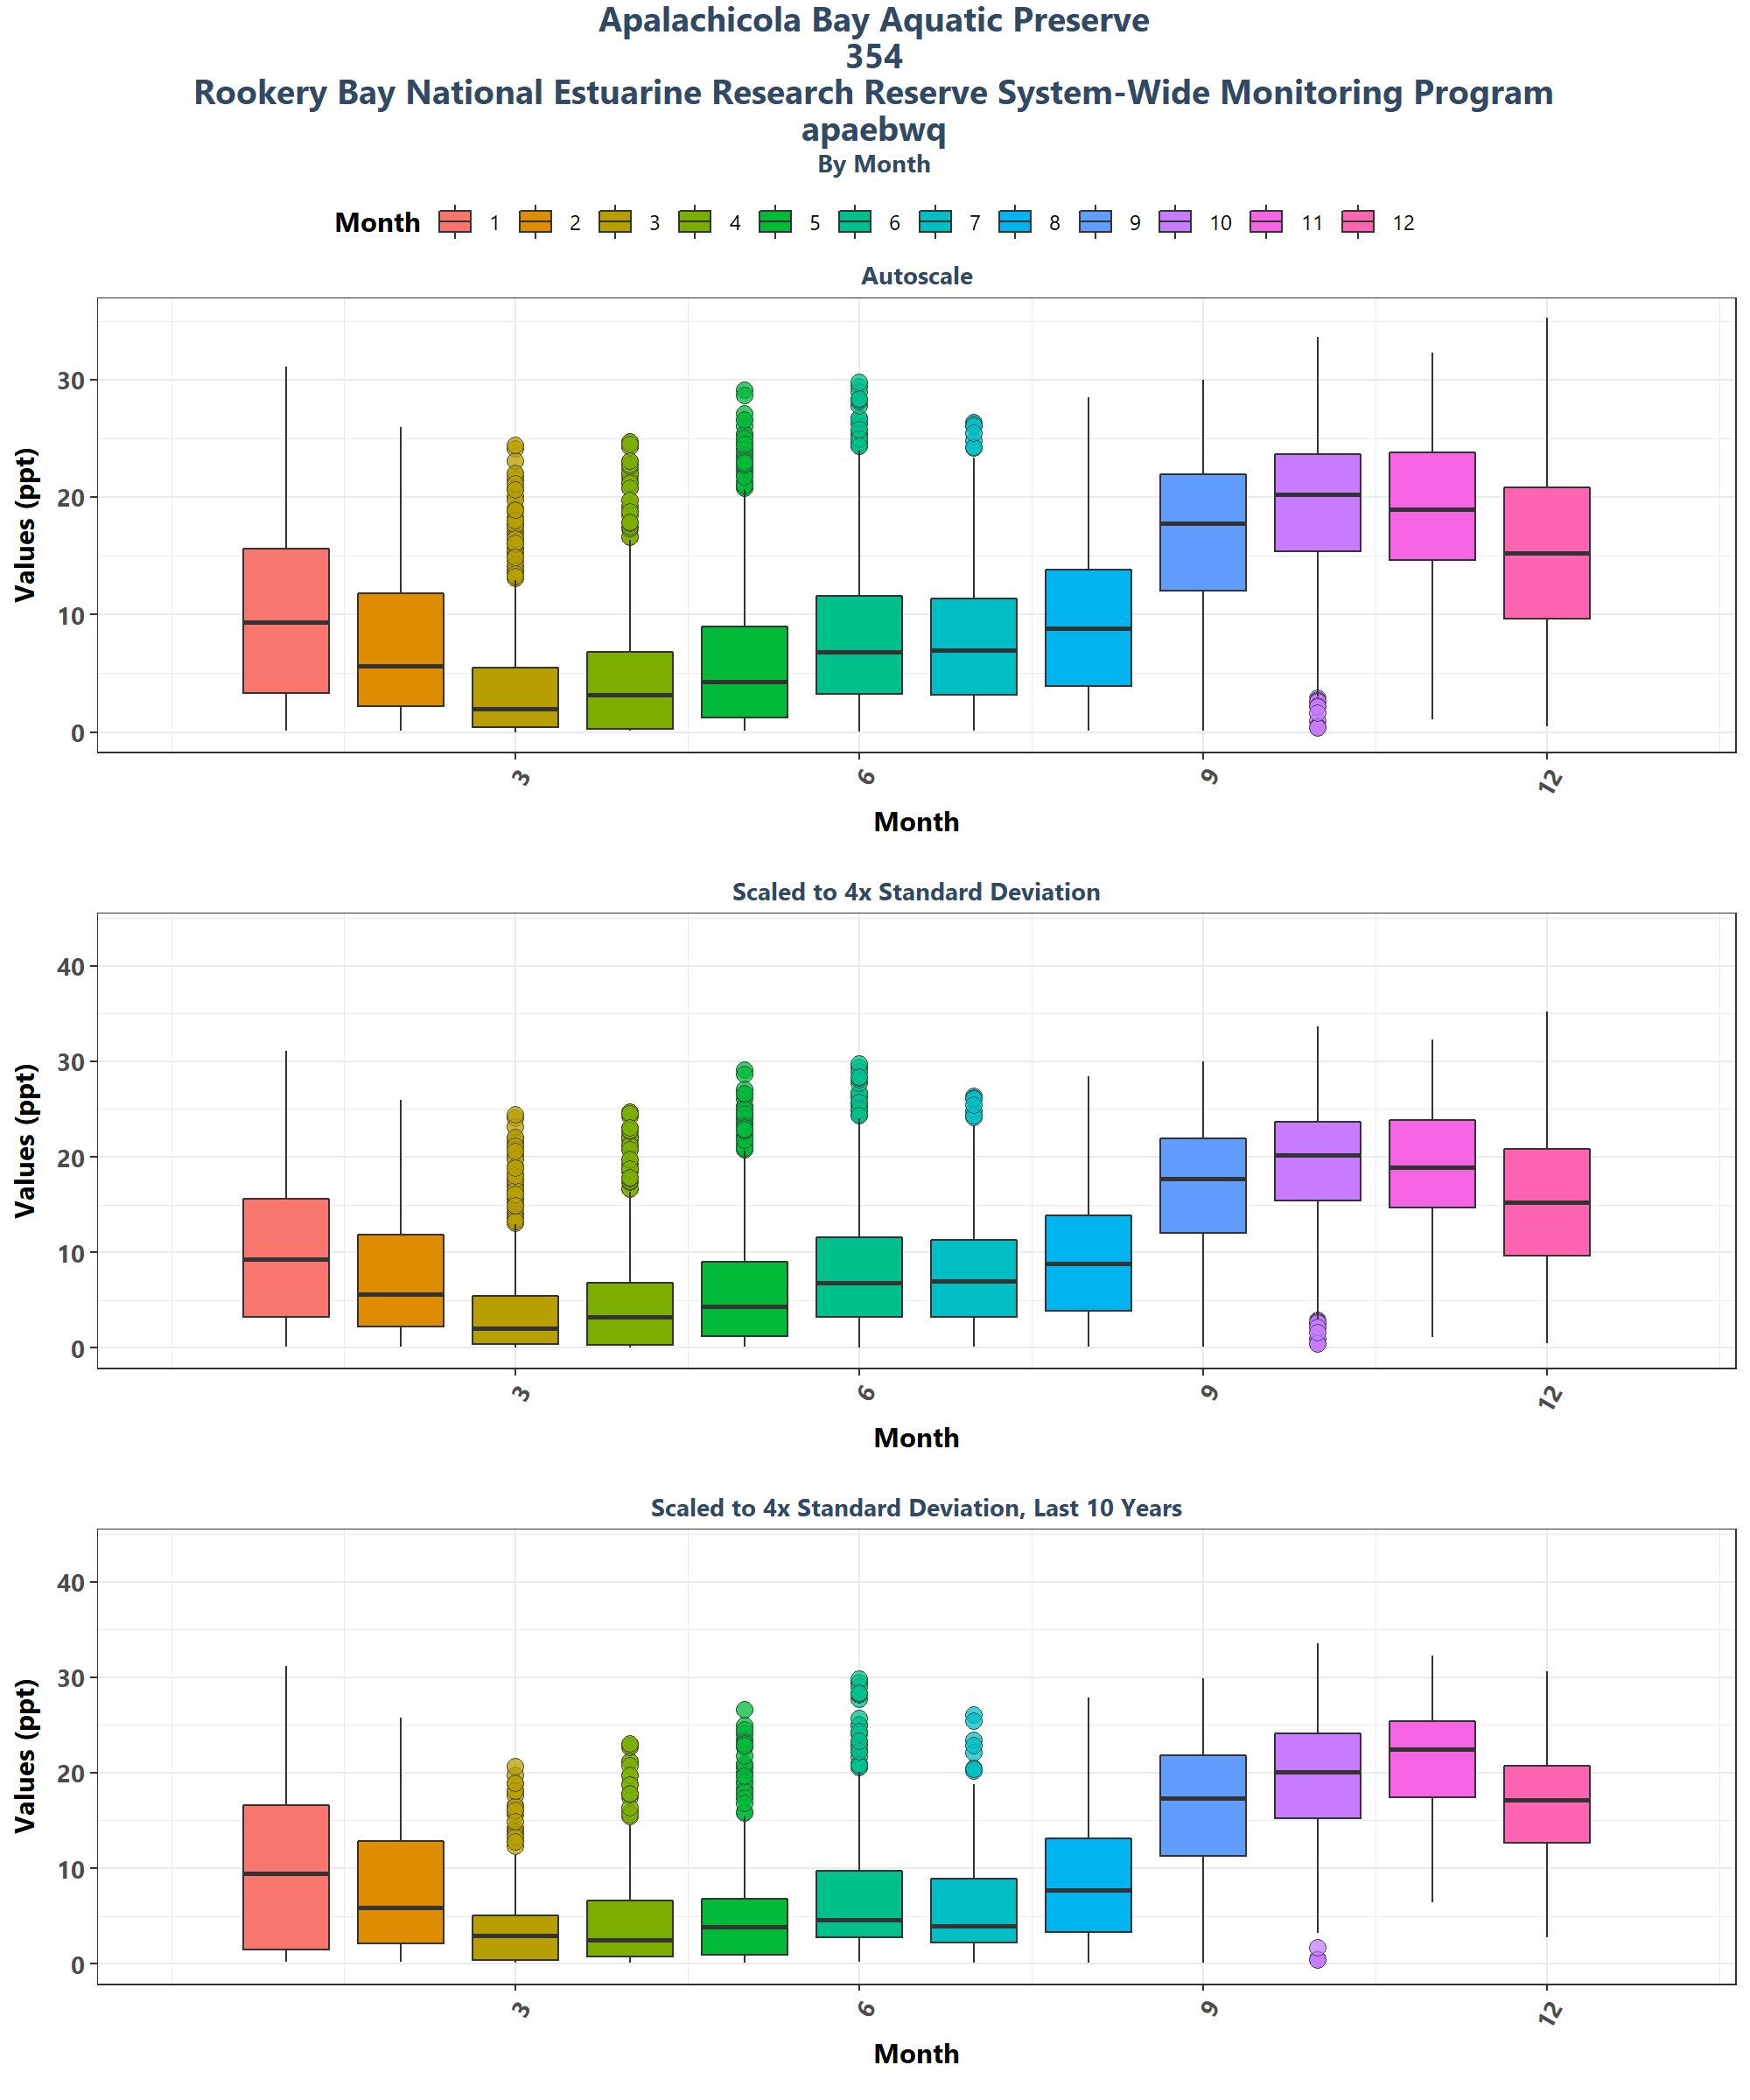 Apalachicola Bay Aquatic Preserve
354
Rookery Bay National Estuarine Research Reserve System-Wide Monitoring Program
apaebwq
By Month
Month 1 2 3 4 5 6 7 8 9 10 11 12
Autoscale
Values (ppt)
30
20
10
0
3 6 9 12
Month
Scaled to 4x Standard Deviation
Values (ppt)
40
30
20
10
0
3 6 9 12
Month
Scaled to 4x Standard Deviation, Last 10 Years
Values (ppt)
40
30
20
10
0
3 6 9 12
Month